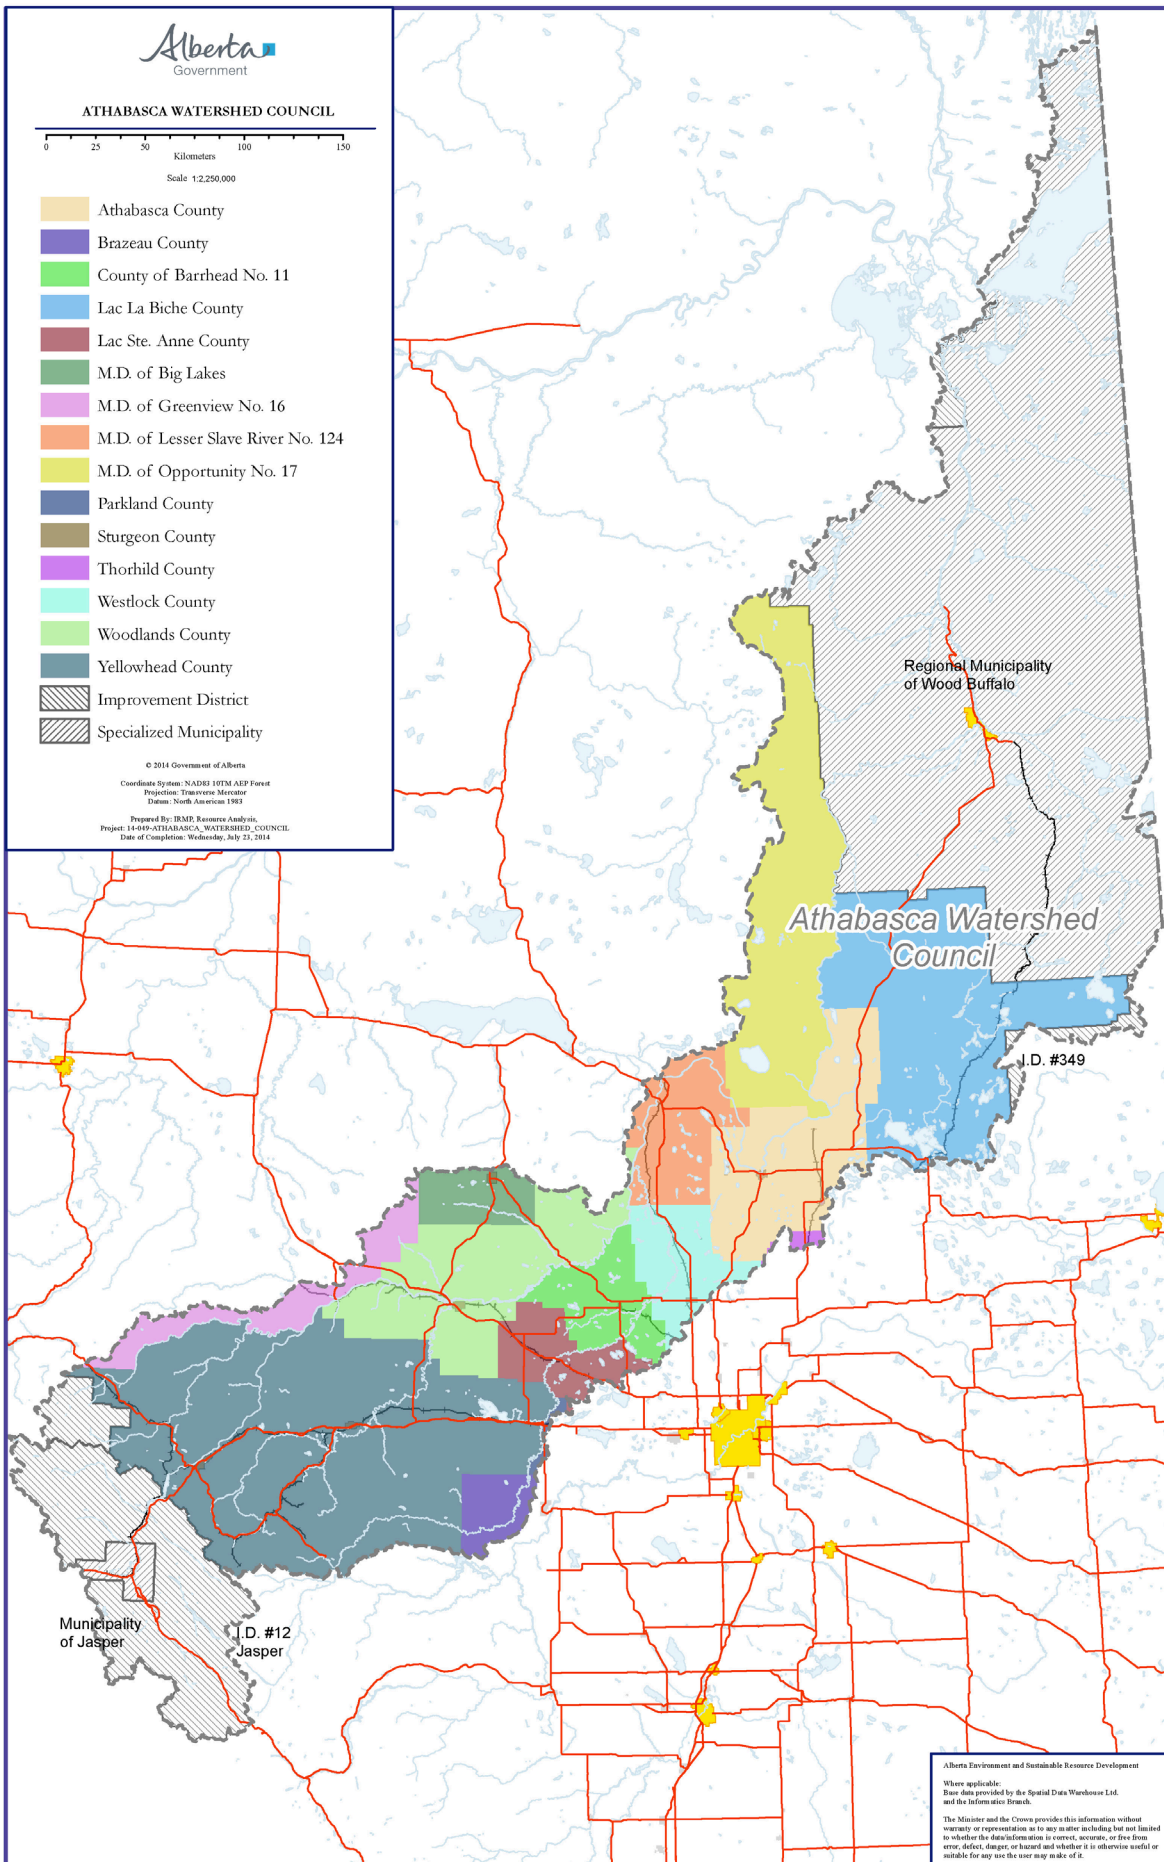 Alberta
Government
ATHABASCA WATERSHED COUNCIL
0 25 50 100 150
Kilometers
Scale 1:2,250,000
Athabasca County
Brazeau County
County of Barrhead No. 11
Lac La Biche County
Lac Ste. Anne County
M.D. of Big Lakes
M.D. of Greenview No. 16
M.D. of Lesser Slave River No. 124
M.D. of Opportunity No. 17
Parkland County
Sturgeon County
Thorhild County
Westlock County
Woodlands County
Yellowhead County
Improvement District
Specialized Municipality
© 2014 Government of Alberta
Coordinate System: NAD83 10TM AEP Forest
Projection: Transverse Mercator
Datum: North American 1983
Prepared By: IRMP, Resource Analysis,
Project: 14-049-ATHABASCA_WATERSHED_COUNCIL
Date of Completion: Wednesday, July 23, 2014
Regional Municipality
of Wood Buffalo
Athabasca Watershed
Council
I.D. #349
Municipality
of Jasper
I.D. #12
Jasper
Alberta Environment and Sustainable Resource Development
Where applicable:
Base data provided by the Spatial Data Warehouse Ltd.
and the Informatics Branch.
The Minister and the Crown provides this information without
warranty or representation as to any matter including but not limited
to whether the data/information is correct, accurate, or free from
error, defect, danger, or hazard and whether it is otherwise useful or
suitable for any use the user may make of it.